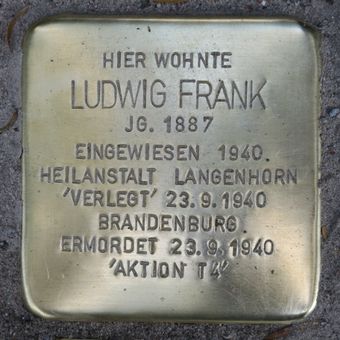 HIER WOHNTE
LUDWIG FRANK
JG. 1887
EINGEWIESEN 1940
HEILANSTALT LANGENHORN
'VERLEGT' 23.9.1940
BRANDENBURG
ERMORDET 23.9.1940
'AKTION T4'